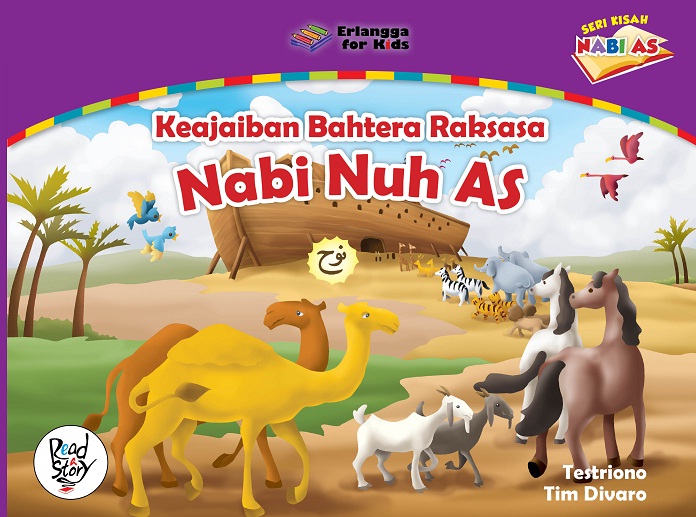 Erlangga
for Kids
SERI KISAH
NABI AS
Keajaiban Bahtera Raksasa
Nabi Nuh AS
نوح
Read
a
Story
Testriono
Tim Divaro